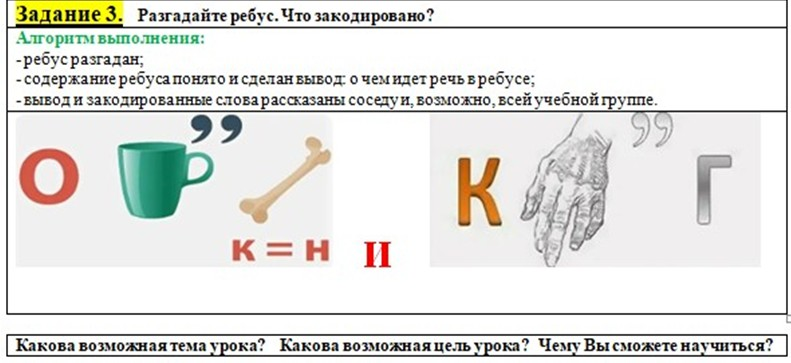 Задание 3. Разгадайте ребус. Что закодировано?
Алгоритм выполнения:
- ребус разгадан;
- содержание ребуса понято и сделан вывод: о чем идет речь в ребусе;
- вывод и закодированные слова рассказаны соседу и, возможно, всей учебной группе.
О ,, к = н И К ,, Г
Какова возможная тема урока? Какова возможная цель урока? Чему Вы сможете научиться?